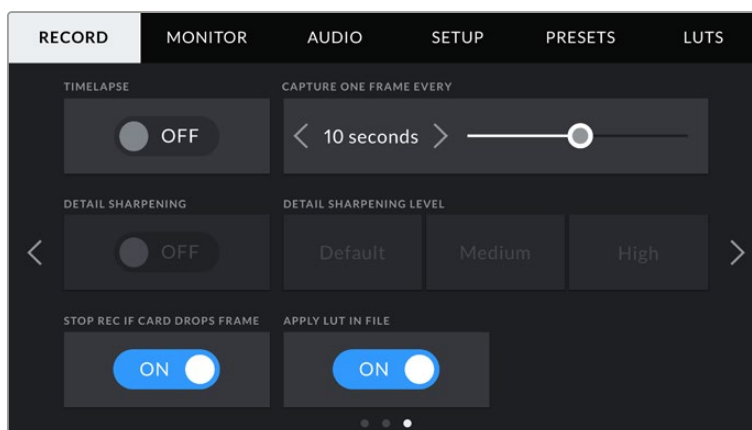 RECORD MONITOR AUDIO SETUP PRESETS LUTS
TIMELAPSE CAPTURE ONE FRAME EVERY
OFF 10 seconds
DETAIL SHARPENING DETAIL SHARPENING LEVEL
OFF Default Medium High
STOP REC IF CARD DROPS FRAME APPLY LUT IN FILE
ON ON